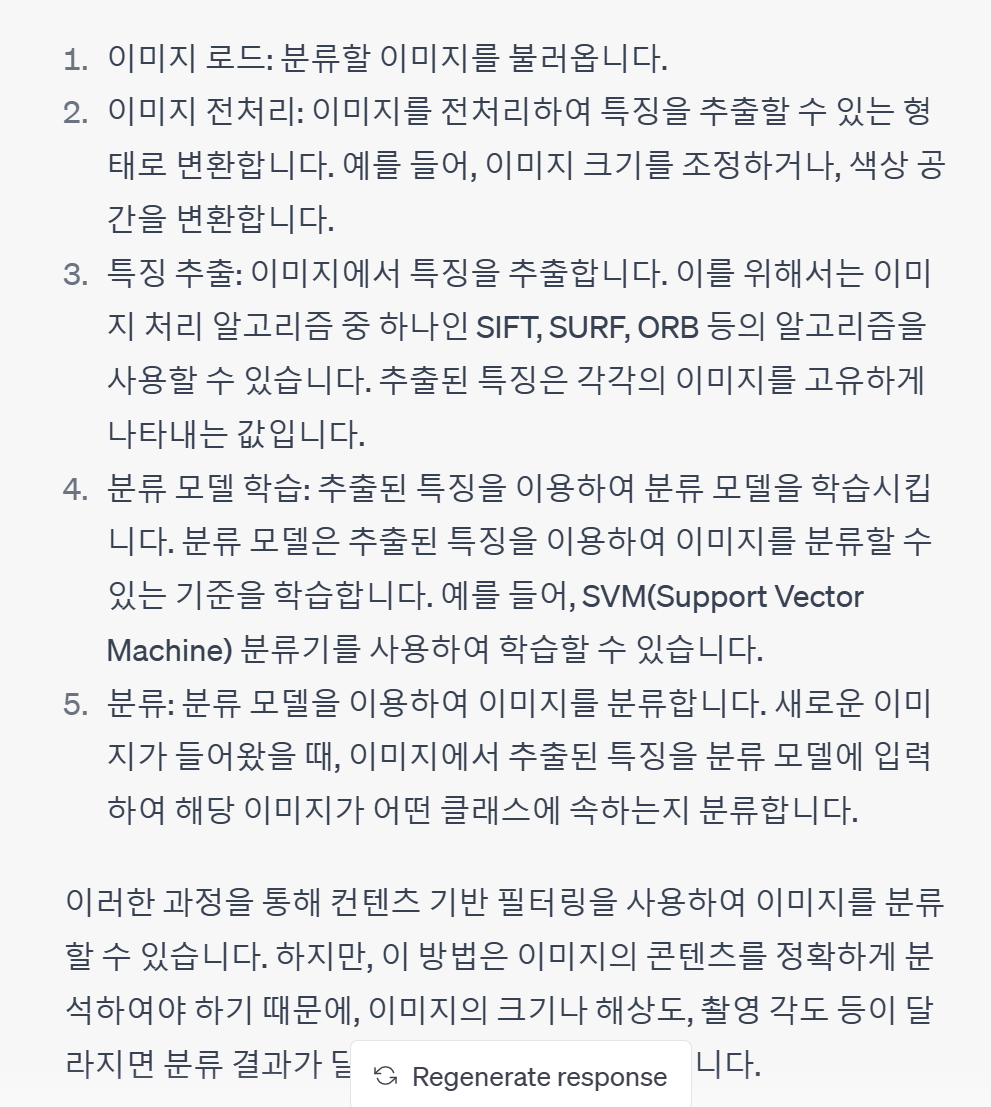 1. 이미지 로드: 분류할 이미지를 불러옵니다.
2. 이미지 전처리: 이미지를 전처리하여 특징을 추출할 수 있는 형
태로 변환합니다. 예를 들어, 이미지 크기를 조정하거나, 색상 공
간을 변환합니다.
3. 특징 추출: 이미지에서 특징을 추출합니다. 이를 위해서는 이미
지 처리 알고리즘 중 하나인 SIFT, SURF, ORB 등의 알고리즘을
사용할 수 있습니다. 추출된 특징은 각각의 이미지를 고유하게
나타내는 값입니다.
4. 분류 모델 학습: 추출된 특징을 이용하여 분류 모델을 학습시킵
니다. 분류 모델은 추출된 특징을 이용하여 이미지를 분류할 수
있는 기준을 학습합니다. 예를 들어, SVM(Support Vector
Machine) 분류기를 사용하여 학습할 수 있습니다.
5. 분류: 분류 모델을 이용하여 이미지를 분류합니다. 새로운 이미
지가 들어왔을 때, 이미지에서 추출된 특징을 분류 모델에 입력
하여 해당 이미지가 어떤 클래스에 속하는지 분류합니다.
이러한 과정을 통해 컨텐츠 기반 필터링을 사용하여 이미지를 분류
할 수 있습니다. 하지만, 이 방법은 이미지의 콘텐츠를 정확하게 분
석하여야 하기 때문에, 이미지의 크기나 해상도, 촬영 각도 등이 달
라지면 분류 결과가 니다.
Regenerate response